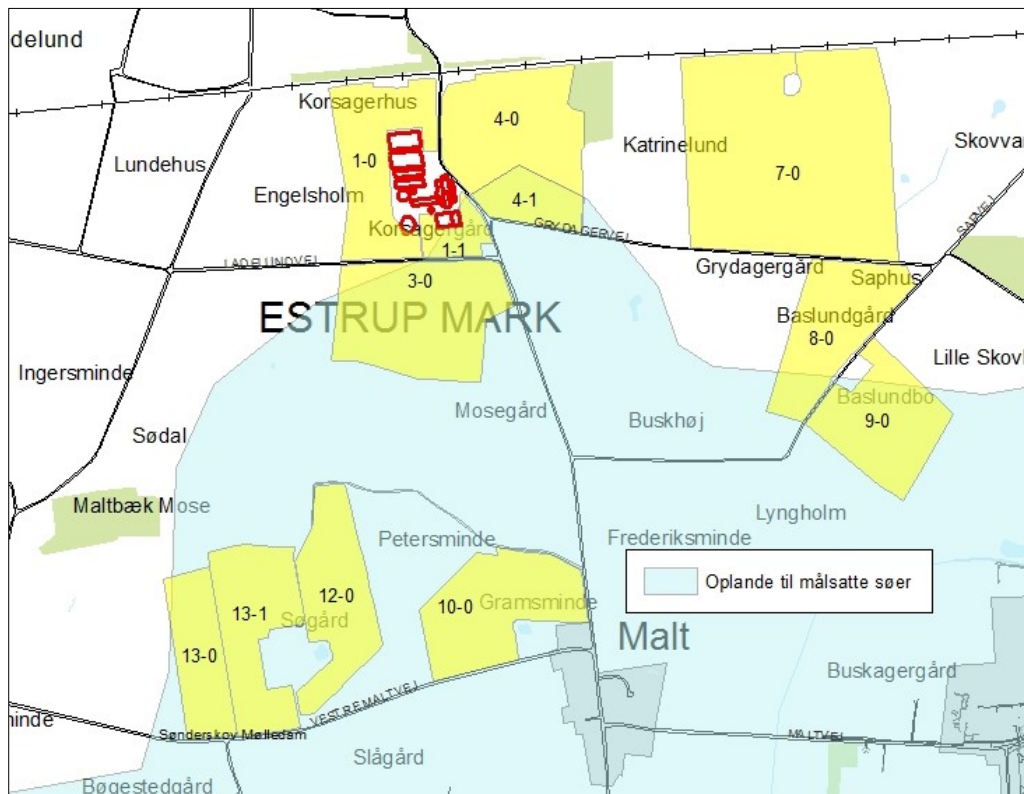 delund
Korsagerhus
4-0
Katrinelund
Skovva
Lundehus
1-0
7-0
Engelsholm
4-1
SAPVEJ
Korsagergård
GRYDAGERVEJ
1-1
LADELUNDVEJ
3-0
Grydagergård
Saphus
ESTRUP MARK
Baslundgård
8-0
Lille Skovl
Ingersminde
Baslundbo
Mosegård
Buskhøj
9-0
Sødal
Maltbæk Mose
Lyngholm
Petersminde
Frederiksminde
Oplande til målsatte søer
12-0
13-1
10-0
Gramsminde
Søgård
Malt
13-0
Buskagergård
VESTRE MALTVEJ
ninde
Sønderskov Mølledam
MALTVEJ
Slågård
Bøgestedgård